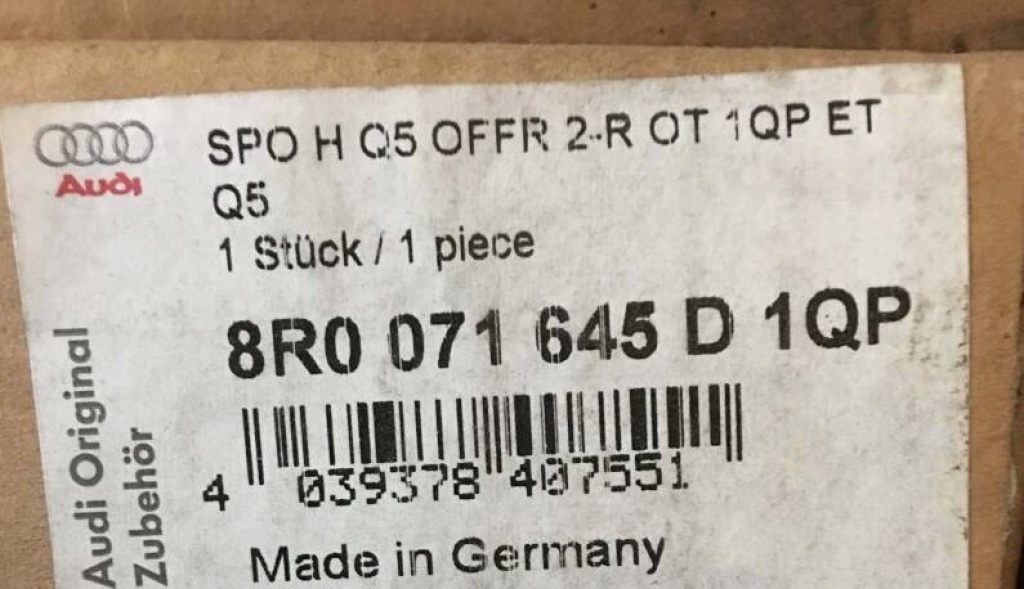 Audi
SPO H Q5 OFFR 2-R OT 1QP ET
Q5
1 Stück / 1 piece
8R0 071 645 D 1QP
4 039378 407551
Made in Germany
Audi Original
Zubehör